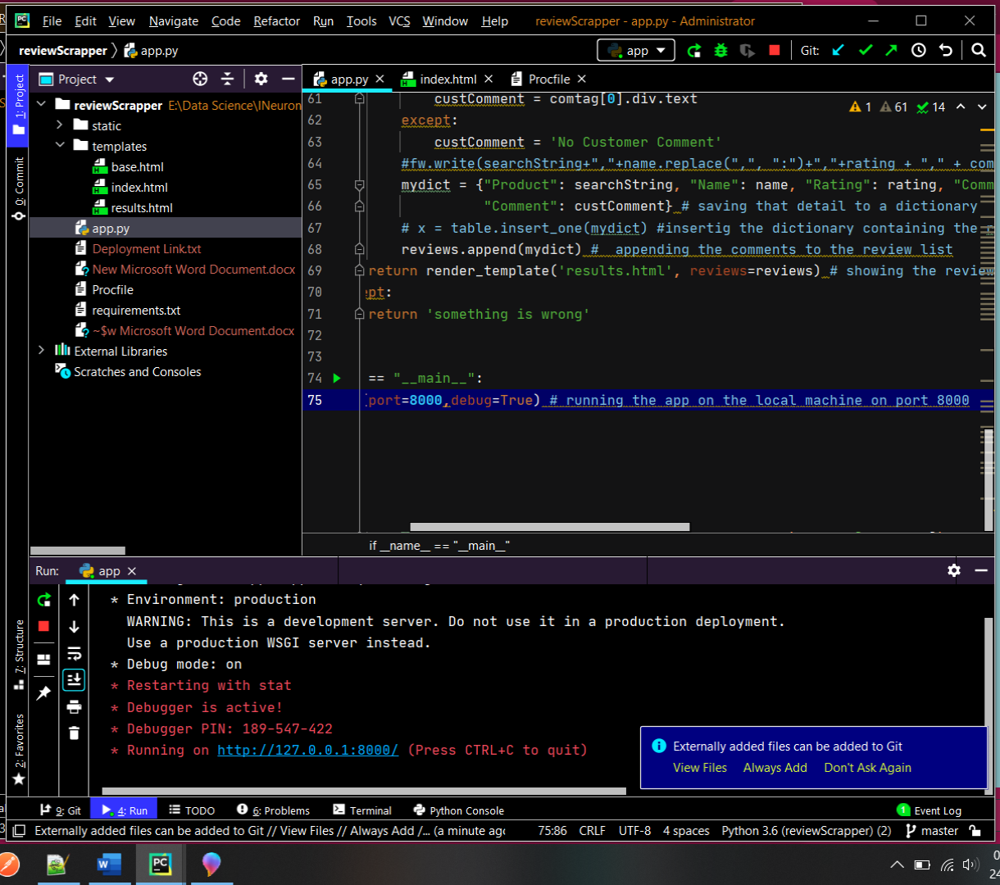 File Edit View Navigate Code Refactor Run Tools VCS Window Help reviewScrapper - app.py - Administrator
reviewScrapper app.py app Git:
1: Project
0: Commit
7: Structure
2: Favorites
Project
reviewScrapper E:\Data Science\INeuron
static
templates
base.html
index.html
results.html
app.py
Deployment Link.txt
New Microsoft Word Document.docx
Procfile
requirements.txt
~$w Microsoft Word Document.docx
External Libraries
Scratches and Consoles
app.py index.html Procfile
1 61 14
61 custComment = comtag[0].div.text
62 except:
63 custComment = 'No Customer Comment'
64 #fw.write(searchString+","+name.replace(",", ":")+","+rating + "," + com
65 mydict = {"Product": searchString, "Name": name, "Rating": rating, "Comm
66 "Comment": custComment} # saving that detail to a dictionary
67 # x = table.insert_one(mydict) #insertig the dictionary containing the r
68 reviews.append(mydict) #  appending the comments to the review list
69 return render_template('results.html', reviews=reviews) # showing the review
70 pt:
71 return 'something is wrong'
72
73
74 == "__main__":
75 (port=8000,debug=True) # running the app on the local machine on port 8000
if __name__ == "__main__"
Run: app
* Environment: production
WARNING: This is a development server. Do not use it in a production deployment.
Use a production WSGI server instead.
* Debug mode: on
* Restarting with stat
* Debugger is active!
* Debugger PIN: 189-547-422
* Running on http://127.0.0.1:8000/ (Press CTRL+C to quit)
Externally added files can be added to Git
View Files Always Add Don't Ask Again
9: Git 4: Run TODO 6: Problems Terminal Python Console 1 Event Log
Externally added files can be added to Git // View Files // Always Add /... (a minute agc 75:86 CRLF UTF-8 4 spaces Python 3.6 (reviewScrapper) (2) master
PC